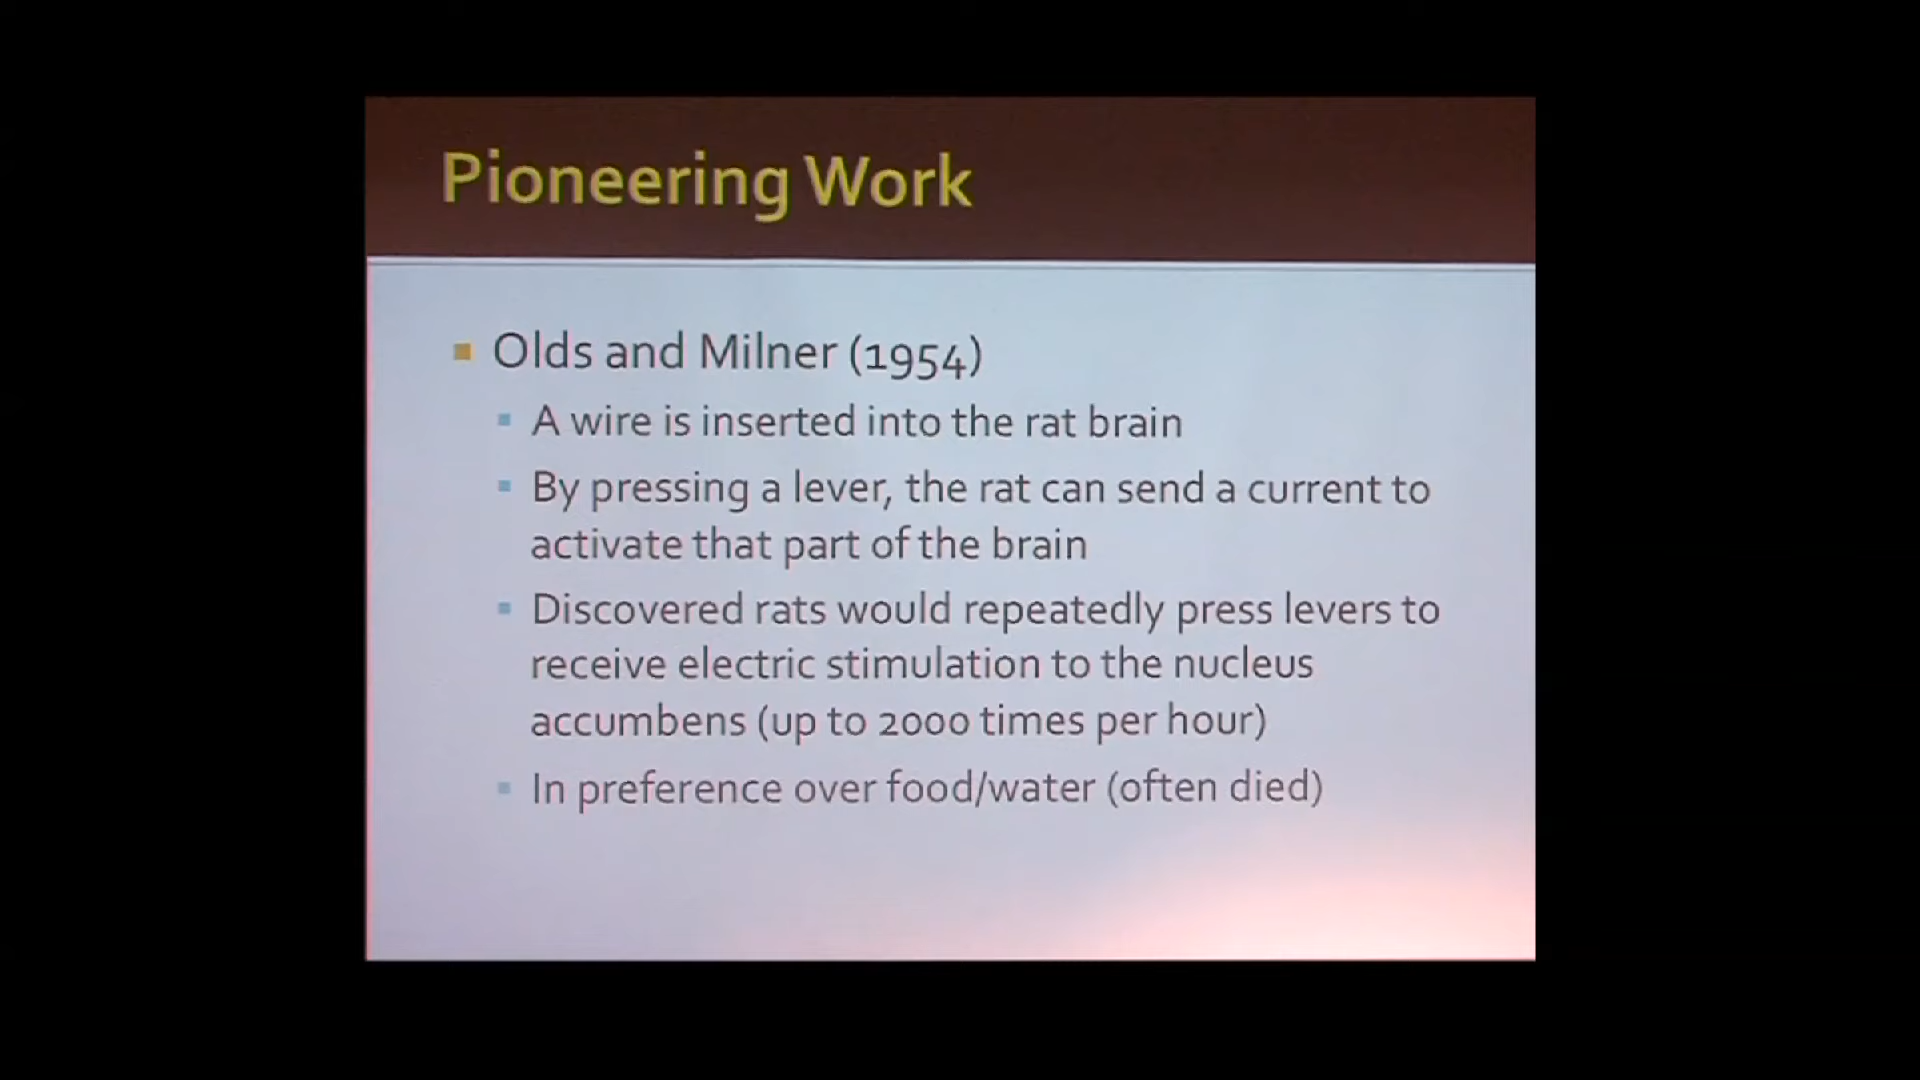 Pioneering Work
Olds and Milner (1954)
A wire is inserted into the rat brain
By pressing a lever, the rat can send a current to
activate that part of the brain
Discovered rats would repeatedly press levers to
receive electric stimulation to the nucleus
accumbens (up to 2000 times per hour)
In preference over food/water (often died)